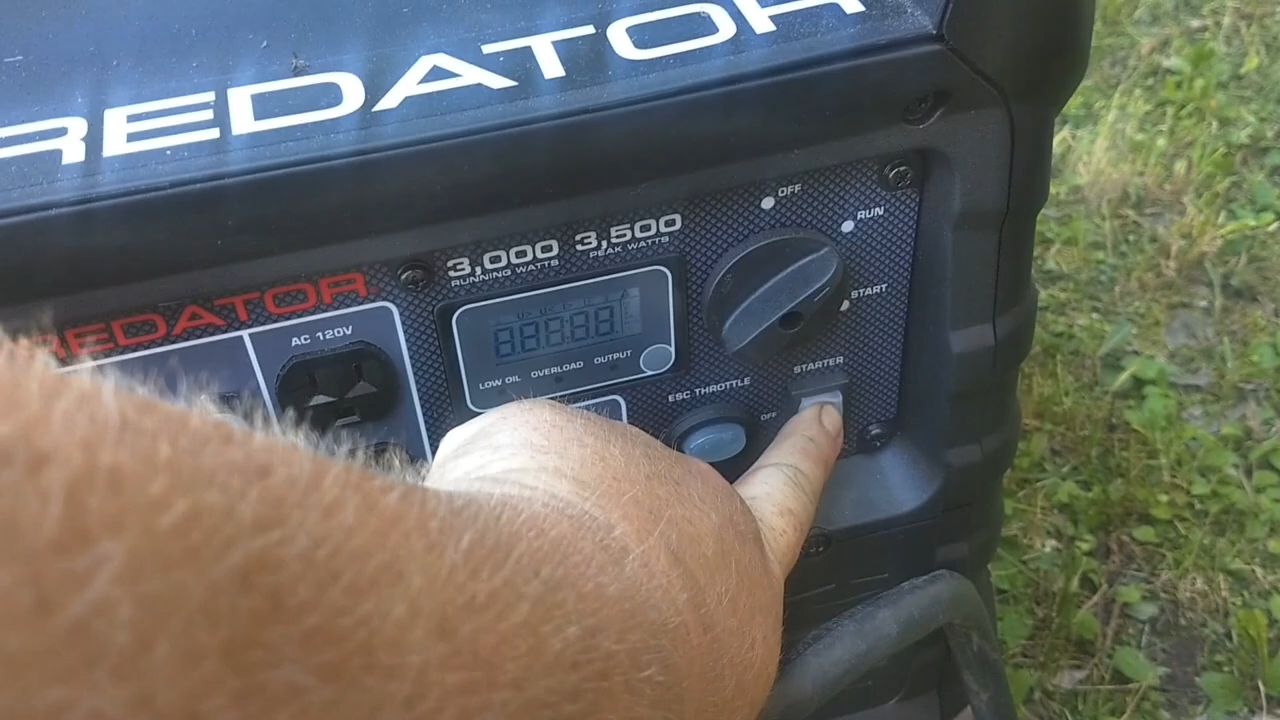 REDATOR
OFF
RUN
3,000 3,500
RUNNING WATTS PEAK WATTS
START
REDATOR
AC 120V
STARTER
LOW OIL OVERLOAD OUTPUT
ESC THROTTLE
OFF